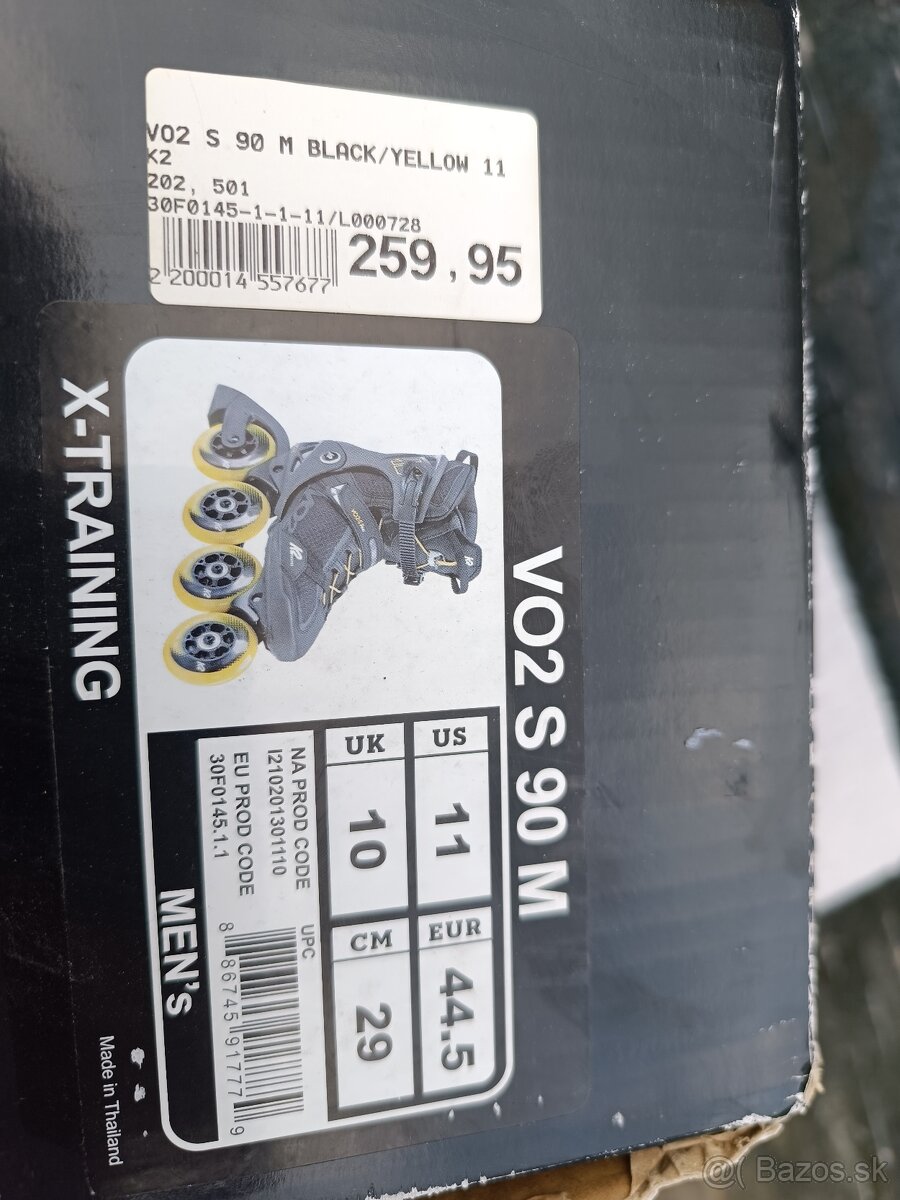 VO2 S 90 M BLACK/YELLOW 11
K2
202, 501
30F0145-1-1-11/L000728
2 200014 557677
259,95
VO2 S 90 M
X-TRAINING
US
11
EUR
44.5
UK
10
CM
29
NA PROD CODE
I210201301110
EU PROD CODE
30F0145.1.1
UPC
8 86745 91777 9
MEN's
Made in Thailand
@( Bazos.sk